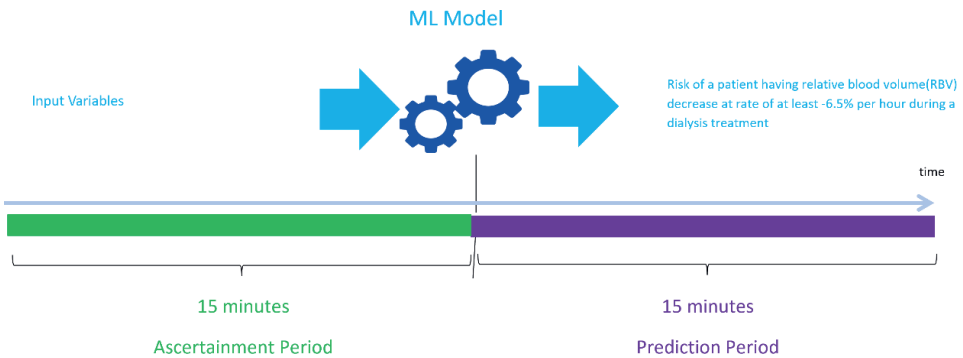 ML Model
Input Variables
Risk of a patient having relative blood volume(RBV)
decrease at rate of at least -6.5% per hour during a
dialysis treatment
time
15 minutes
15 minutes
Ascertainment Period
Prediction Period